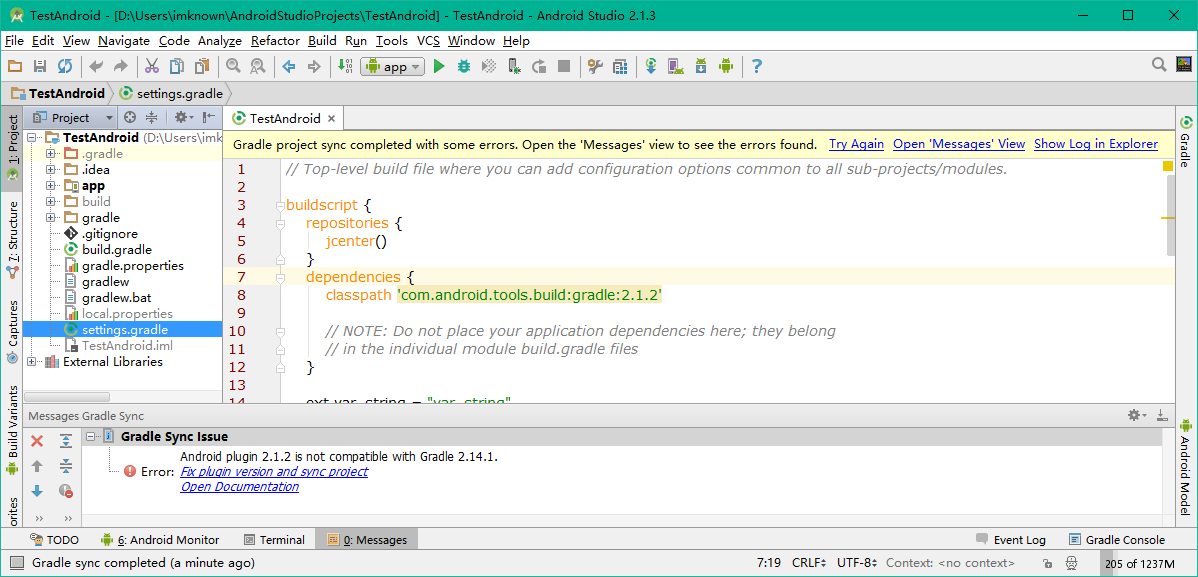 TestAndroid - [D:\Users\imknown\AndroidStudioProjects\TestAndroid] - TestAndroid - Android Studio 2.1.3
File Edit View Navigate Code Analyze Refactor Build Run Tools VCS Window Help
app
TestAndroid settings.gradle
1: Project
Z: Structure
Captures
Build Variants
Project
TestAndroid (D:\Users\imk
.gradle
.idea
app
build
gradle
.gitignore
build.gradle
gradle.properties
gradlew
gradlew.bat
local.properties
settings.gradle
TestAndroid.iml
External Libraries
TestAndroid
Gradle project sync completed with some errors. Open the 'Messages' view to see the errors found. Try Again Open 'Messages' View Show Log in Explorer
1 // Top-level build file where you can add configuration options common to all sub-projects/modules.
2
3 buildscript {
4 repositories {
5 jcenter()
6 }
7 dependencies {
8 classpath 'com.android.tools.build:gradle:2.1.2'
9
10 // NOTE: Do not place your application dependencies here; they belong
11 // in the individual module build.gradle files
12 }
13
14 ext.var_string = "var_string"
Gradle
Android Model
Messages Gradle Sync
orites
Gradle Sync Issue
Android plugin 2.1.2 is not compatible with Gradle 2.14.1.
Error: Fix plugin version and sync project
Open Documentation
TODO 6: Android Monitor Terminal 0: Messages Event Log Gradle Console
Gradle sync completed (a minute ago) 7:19 CRLF UTF-8 Context: <no context> 205 of 1237M